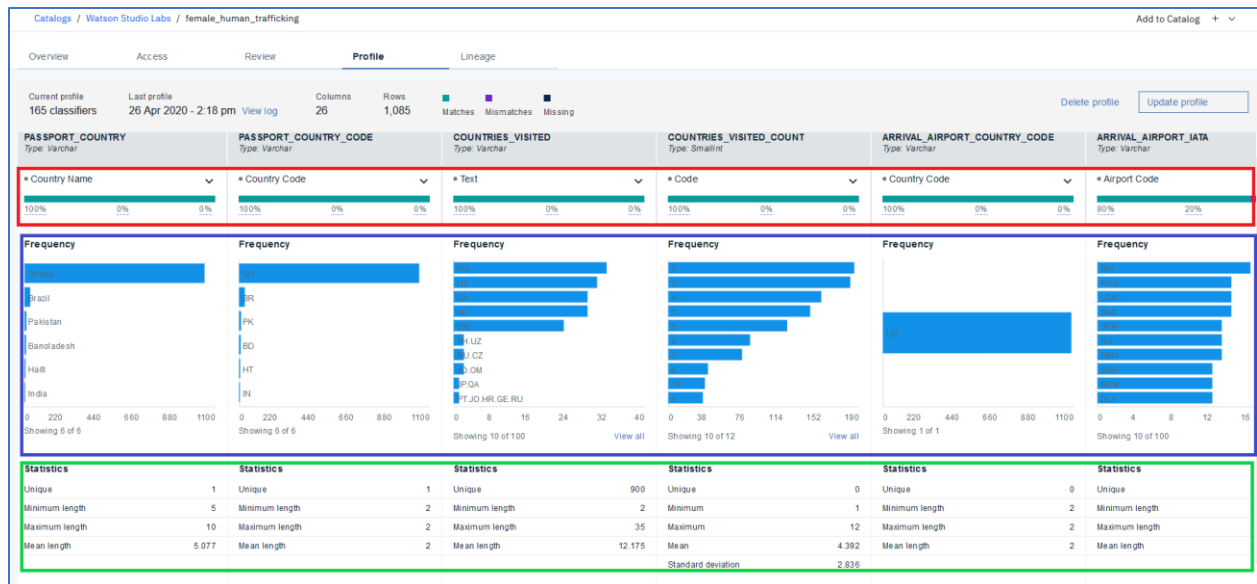 Catalogs / Watson Studio Labs / female_human_trafficking Add to Catalog + 
Overview Access Review Profile Lineage
Current profile Last profile Columns Rows
165 classifiers 26 Apr 2020 - 2:18 pm View log 26 1,085 Matches Mismatches Missing Delete profile Update profile
PASSPORT_COUNTRY PASSPORT_COUNTRY_CODE COUNTRIES_VISITED COUNTRIES_VISITED_COUNT ARRIVAL_AIRPORT_COUNTRY_CODE ARRIVAL_AIRPORT_IATA
Type: Varchar Type: Varchar Type: Varchar Type: Smallint Type: Varchar Type: Varchar
* Country Name * Country Code * Text * Code * Country Code * Airport Code
100% 0% 0% 100% 0% 0% 100% 0% 0% 100% 0% 0% 100% 0% 0% 80% 20%
Frequency Frequency Frequency Frequency Frequency Frequency
Ghana GH
Brazil BR
Pakistan PK US
Bangladesh BD
Haiti HT
India IN PT.JO.HR.GE.RU
0 220 440 660 880 1100 0 220 440 660 880 1100 0 8 16 24 32 40 0 38 76 114 152 190 0 220 440 660 880 1100 0 4 8 12 16
Showing 6 of 6 Showing 6 of 6 Showing 10 of 100 View all Showing 10 of 12 View all Showing 1 of 1 Showing 10 of 100
Statistics Statistics Statistics Statistics Statistics Statistics
Unique 1 Unique 1 Unique 900 Unique 0 Unique 0 Unique
Minimum length 5 Minimum length 2 Minimum length 2 Minimum 1 Minimum length 2 Minimum length
Maximum length 10 Maximum length 2 Maximum length 35 Maximum 12 Maximum length 2 Maximum length
Mean length 5.077 Mean length 2 Mean length 12.175 Mean 4.392 Mean length 2 Mean length
Standard deviation 2.836